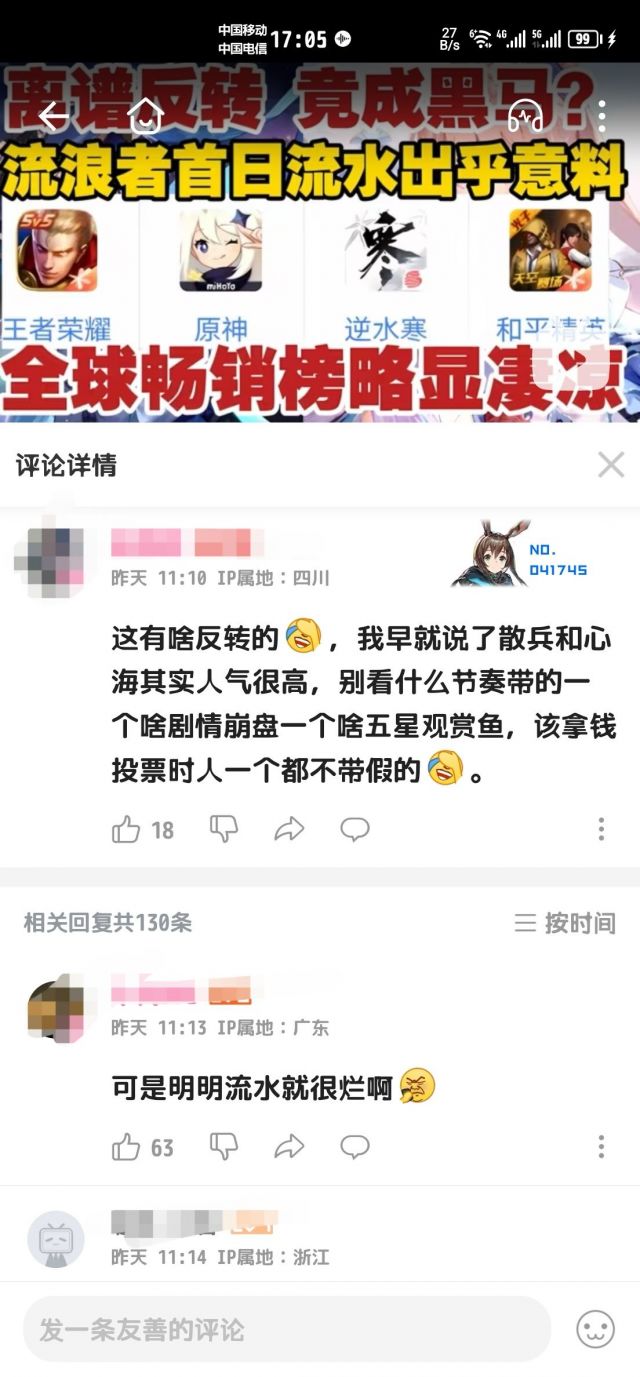 中国移动
中国电信
17:05
27
B/s
6
4G
5G
99
离谱反转 竟成黑马?
流浪者首日流水出乎意料
5v5
miHoYo
寒
王者荣耀
原神
逆水寒
和平精英
全球畅销榜略显凄凉
评论详情
昨天 11:10 IP属地：四川
NO.
041745
这有啥反转的，我早就说了散兵和心
海其实人气很高，别看什么节奏带的一
个啥剧情崩盘一个啥五星观赏鱼，该拿钱
投票时人一个都不带假的。
18
相关回复共130条
按时间
昨天 11:13 IP属地：广东
可是明明流水就很烂啊
63
昨天 11:14 IP属地：浙江
发一条友善的评论